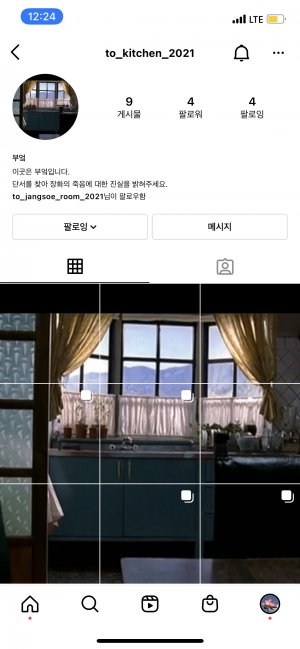 12:24
LTE
to_kitchen_2021
9 4 4
게시물 팔로워 팔로잉
부엌
이곳은 부엌입니다.
단서를 찾아 장화의 죽음에 대한 진실을 밝혀주세요.
to_jangsoe_room_2021님이 팔로우함
팔로잉 메시지